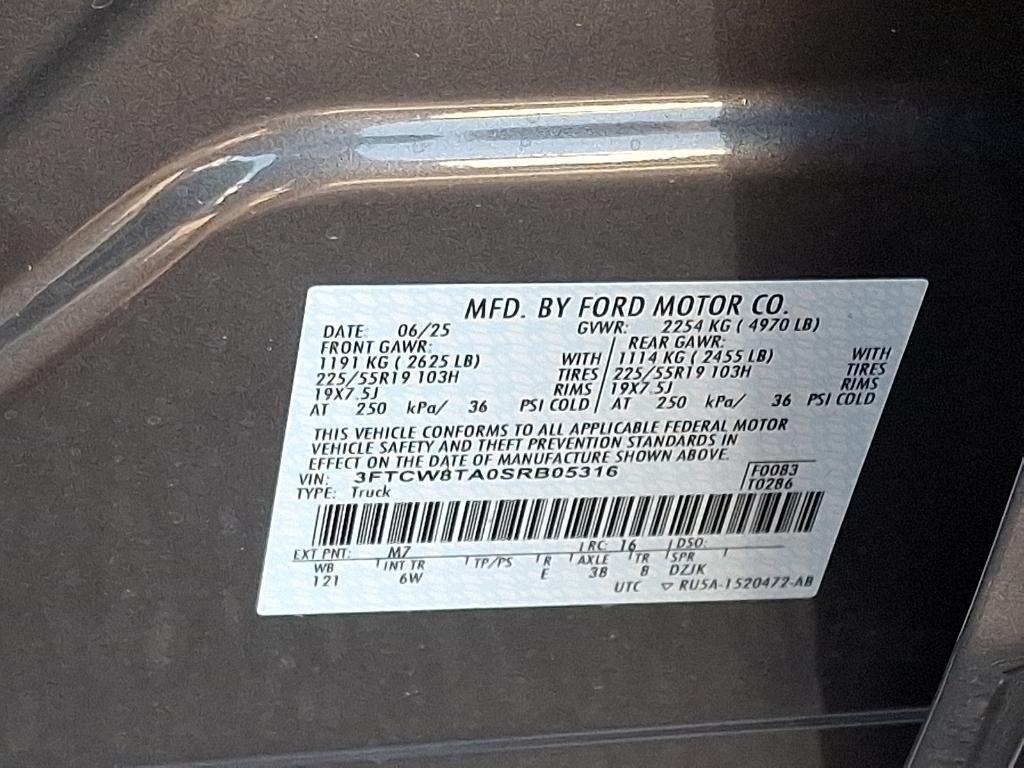 MFD. BY FORD MOTOR CO.
DATE: 06/25 GVWR: 2254 KG ( 4970 LB)
FRONT GAWR: REAR GAWR:
1191 KG ( 2625 LB) WITH 1114 KG ( 2455 LB) WITH
225/55R19 103H TIRES 225/55R19 103H TIRES
19X7.5J RIMS 19X7.5J RIMS
AT 250 kPa/ 36 PSI COLD AT 250 kPa/ 36 PSI COLD
THIS VEHICLE CONFORMS TO ALL APPLICABLE FEDERAL MOTOR
VEHICLE SAFETY AND THEFT PREVENTION STANDARDS IN
EFFECT ON THE DATE OF MANUFACTURE SHOWN ABOVE.
VIN: 3FTCW8TA0SRB05316 F0083
TYPE: Truck T0286
EXT PNT: M7 RC: 16 DSO:
WB INT TR TP/PS R AXLE TR SPR
121 6W E 3B 8 DZJK
UTC ▽ RU5A-1520472-AB